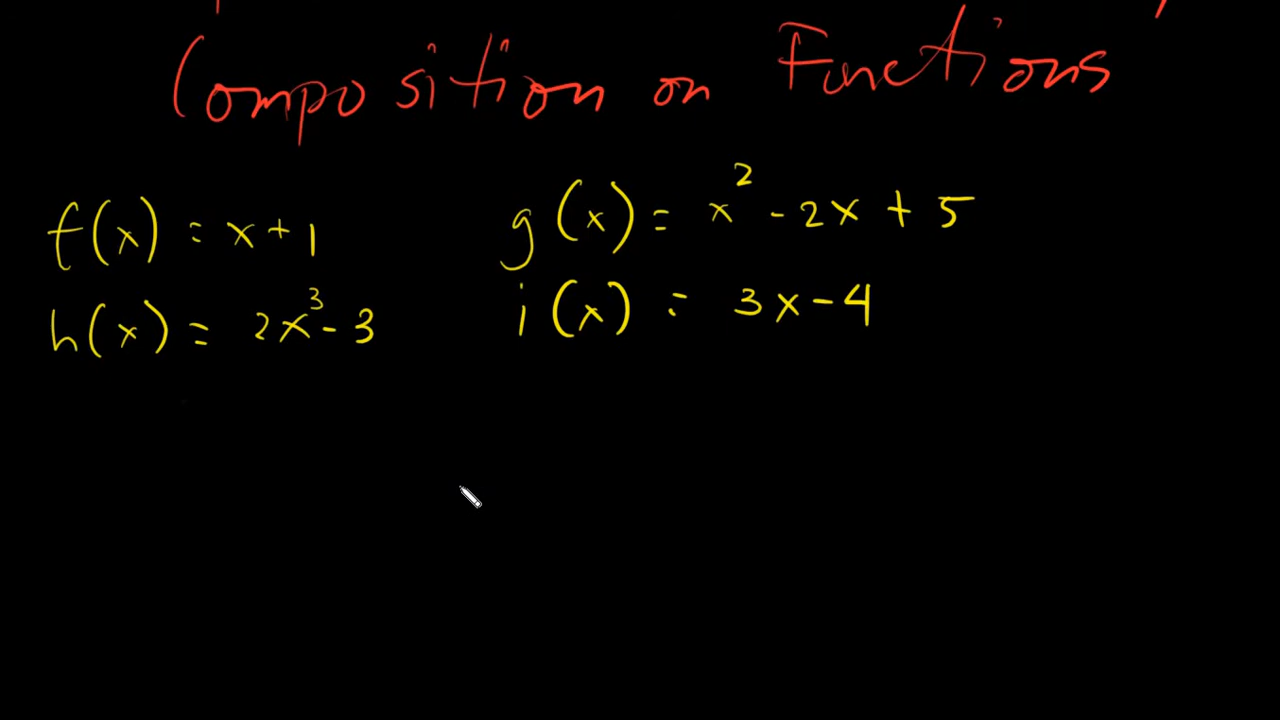 Composition on Functions
f(x) = x + 1
g(x) = x² - 2x + 5
h(x) = 2x³ - 3
i(x) = 3x - 4